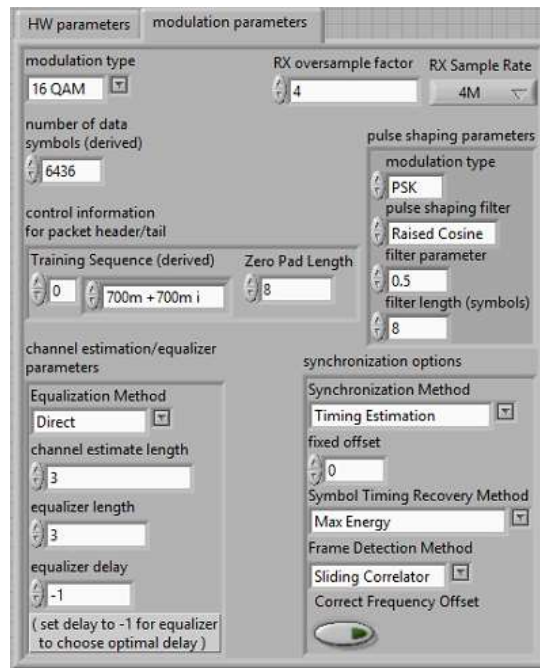 HW parameters
modulation parameters
modulation type
16 QAM
RX oversample factor
4
RX Sample Rate
4M
number of data
symbols (derived)
6436
pulse shaping parameters
modulation type
PSK
pulse shaping filter
Raised Cosine
filter parameter
0.5
filter length (symbols)
8
control information
for packet header/tail
Training Sequence (derived)
0
700m +700m i
Zero Pad Length
8
channel estimation/equalizer
parameters
Equalization Method
Direct
channel estimate length
3
equalizer length
3
equalizer delay
-1
( set delay to -1 for equalizer
to choose optimal delay )
synchronization options
Synchronization Method
Timing Estimation
fixed offset
0
Symbol Timing Recovery Method
Max Energy
Frame Detection Method
Sliding Correlator
Correct Frequency Offset